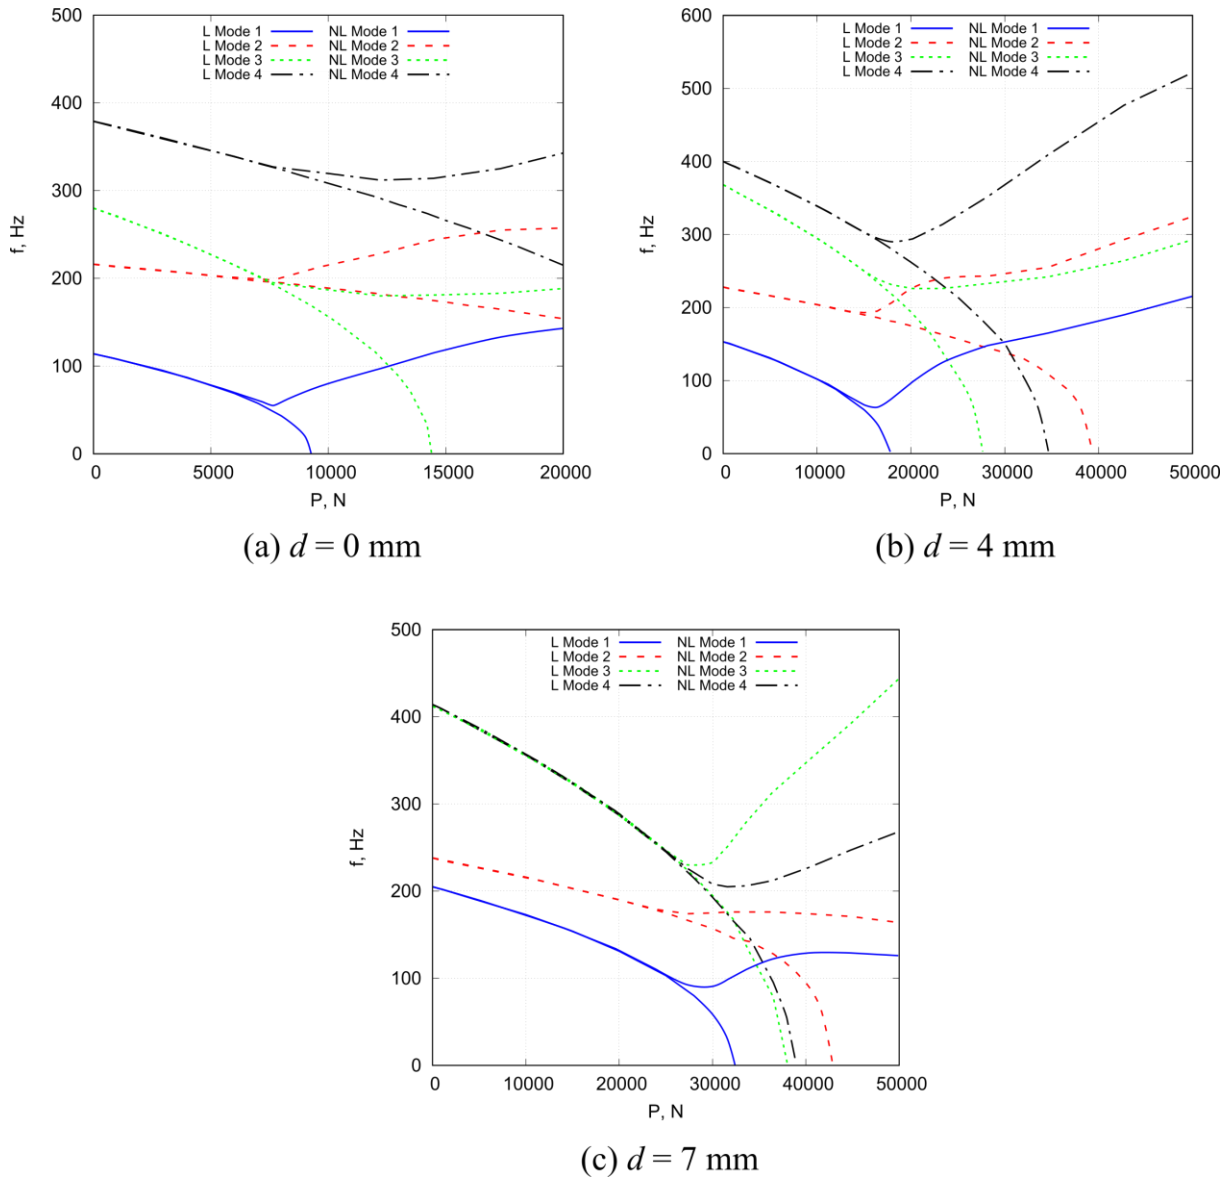 500
400
300
200
100
0
f, Hz
L Mode 1 NL Mode 1
L Mode 2 NL Mode 2
L Mode 3 NL Mode 3
L Mode 4 NL Mode 4
0 5000 10000 15000 20000
P, N
(a) d = 0 mm
600
500
400
300
200
100
0
f, Hz
L Mode 1 NL Mode 1
L Mode 2 NL Mode 2
L Mode 3 NL Mode 3
L Mode 4 NL Mode 4
0 10000 20000 30000 40000 50000
P, N
(b) d = 4 mm
500
400
300
200
100
0
f, Hz
L Mode 1 NL Mode 1
L Mode 2 NL Mode 2
L Mode 3 NL Mode 3
L Mode 4 NL Mode 4
0 10000 20000 30000 40000 50000
P, N
(c) d = 7 mm